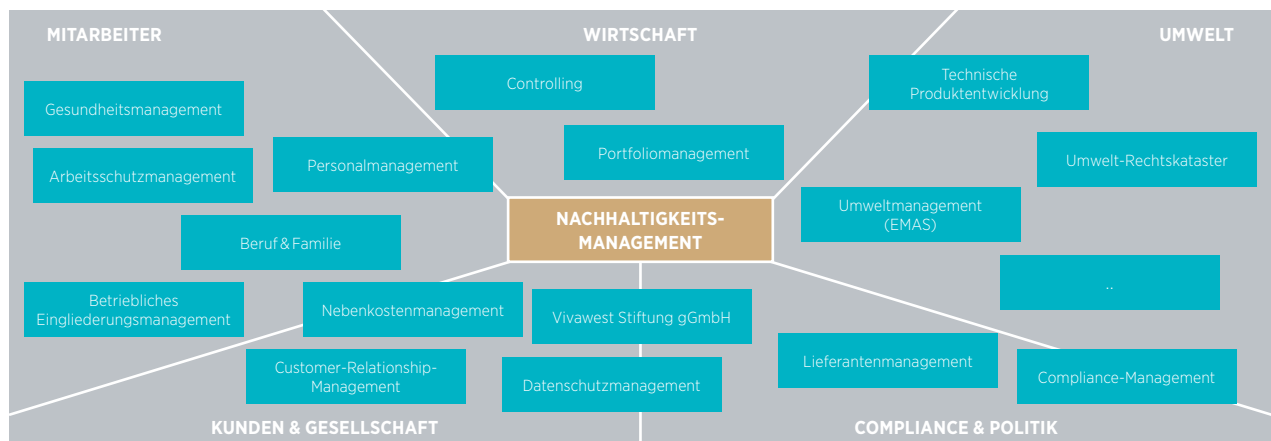 MITARBEITER
WIRTSCHAFT
UMWELT
Controlling
Technische
Produktentwicklung
Gesundheitsmanagement
Portfoliomanagement
Umwelt-Rechtskataster
Personalmanagement
Arbeitsschutzmanagement
NACHHALTIGKEITS-
MANAGEMENT
Umweltmanagement
(EMAS)
Beruf & Familie
..
Betriebliches
Eingliederungsmanagement
Nebenkostenmanagement
Vivawest Stiftung gGmbH
Lieferantenmanagement
Customer-Relationship-
Management
Datenschutzmanagement
Compliance-Management
KUNDEN & GESELLSCHAFT
COMPLIANCE & POLITIK